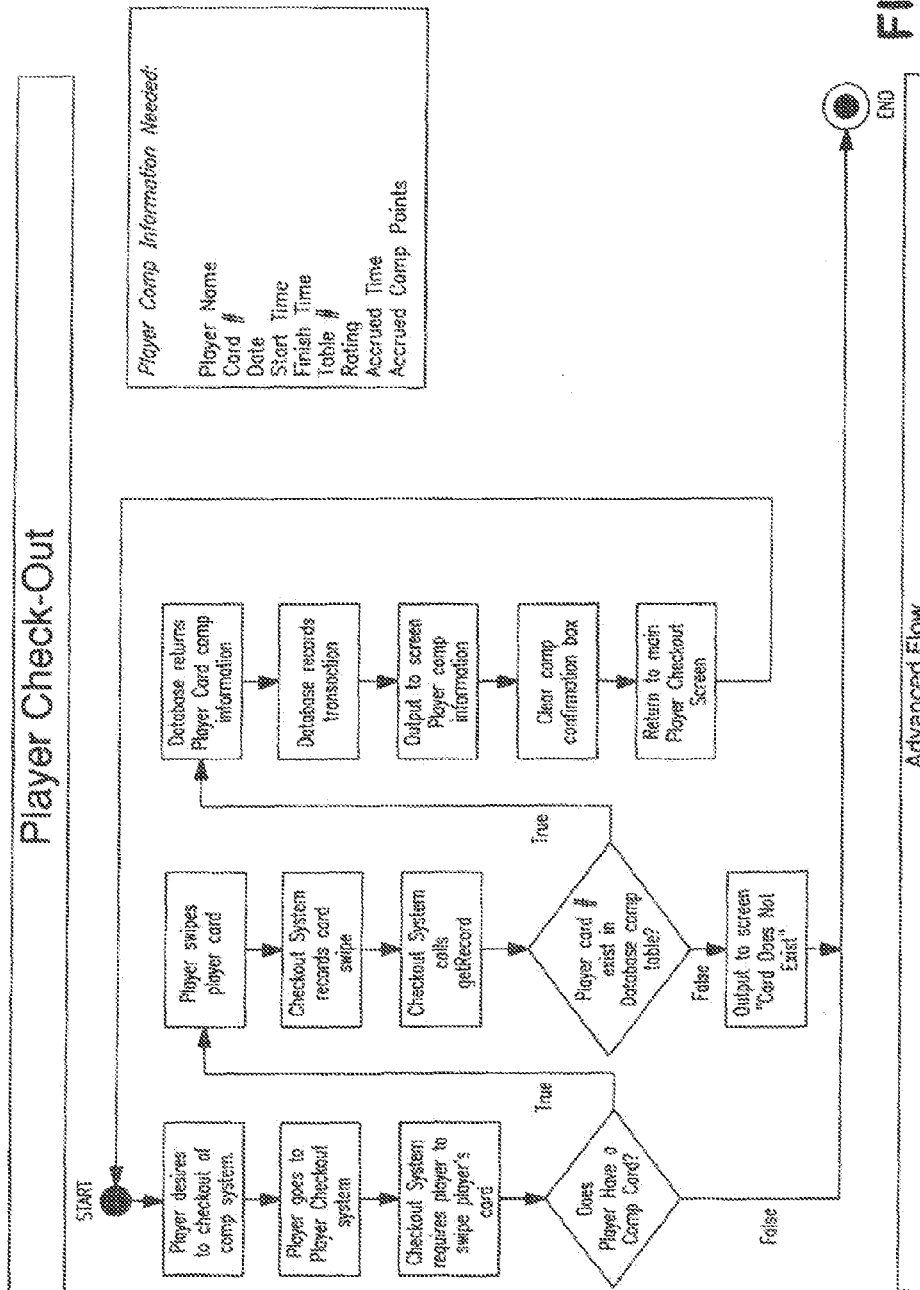 Player Check-Out
START
Player desires
to checkout of
comp system.
Player goes to
Player Checkout
system
Checkout System
requires player to
swipe player's
card
Does
Player Have a
Comp Card?
True
False
Player swipes
player card
Checkout System
records card
swipe
Checkout System
calls
getRecord
Player card #
exist in
Database comp
table?
True
False
Output to screen
"Card Does Not
Exist".
Database returns
Player Card comp
information
Database records
transaction
Output to screen
Player comp
information
Clear comp
confirmation box
Return to main
Player Checkout
Screen
Player Comp Information Needed:
Player Name
Card #
Date
Start Time
Finish Time
Table #
Rating
Accrued Time
Accrued Comp Points
END
Advanced Flow